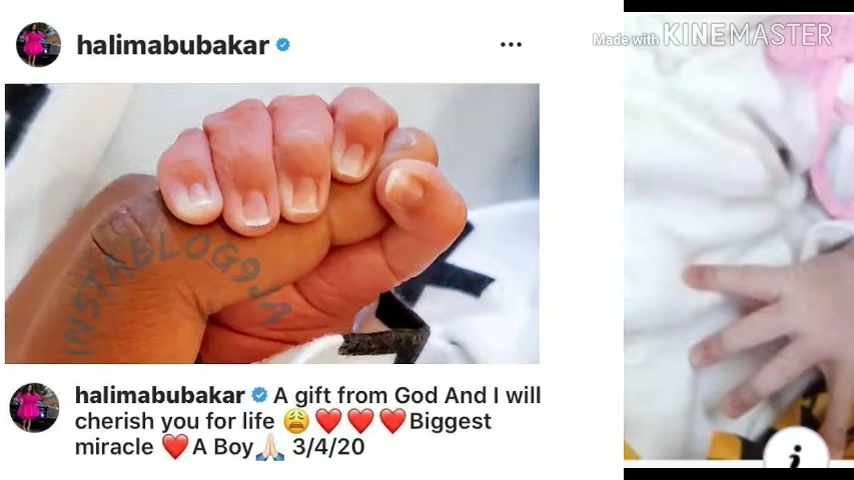 halimabubakar
Made with KINEMASTER
INSTABLOG9JA
halimabubakar A gift from God And I will
cherish you for life 😩❤️❤️❤️Biggest
miracle ❤️A Boy🙏🏻 3/4/20
i